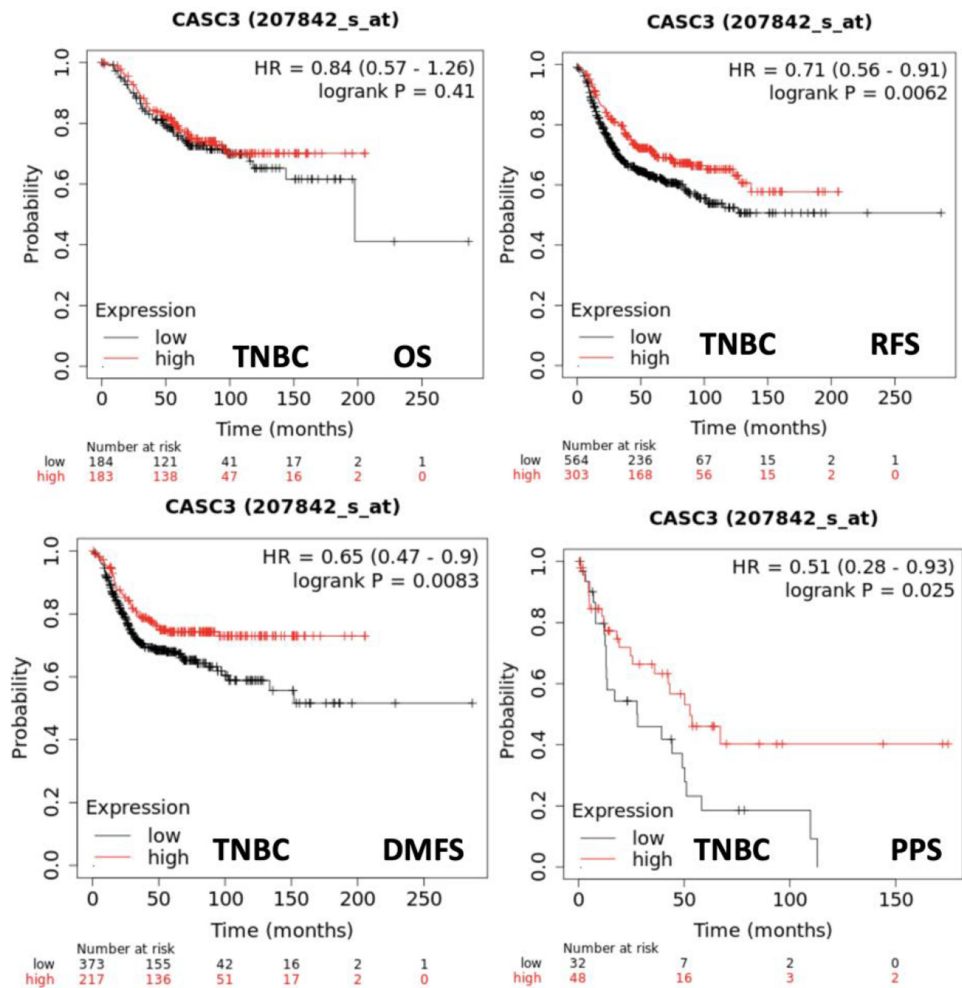 CASC3 (207842_s_at)
HR = 0.84 (0.57 - 1.26)
logrank P = 0.41
Probability
1.0
0.8
0.6
0.4
0.2
0.0
Expression
low
high
TNBC OS
0 50 100 150 200 250
Time (months)
Number at risk
low 184 121 41 17 2 1
high 183 138 47 16 2 0
CASC3 (207842_s_at)
HR = 0.71 (0.56 - 0.91)
logrank P = 0.0062
Probability
1.0
0.8
0.6
0.4
0.2
0.0
Expression
low
high
TNBC RFS
0 50 100 150 200 250
Time (months)
Number at risk
low 564 236 67 15 2 1
high 303 168 56 15 2 0
CASC3 (207842_s_at)
HR = 0.65 (0.47 - 0.9)
logrank P = 0.0083
Probability
1.0
0.8
0.6
0.4
0.2
0.0
Expression
low
high
TNBC DMFS
0 50 100 150 200 250
Time (months)
Number at risk
low 373 155 42 16 2 1
high 217 136 51 17 2 0
CASC3 (207842_s_at)
HR = 0.51 (0.28 - 0.93)
logrank P = 0.025
Probability
1.0
0.8
0.6
0.4
0.2
0.0
Expression
low
high
TNBC PPS
0 50 100 150
Time (months)
Number at risk
low 32 7 2 0
high 48 16 3 2